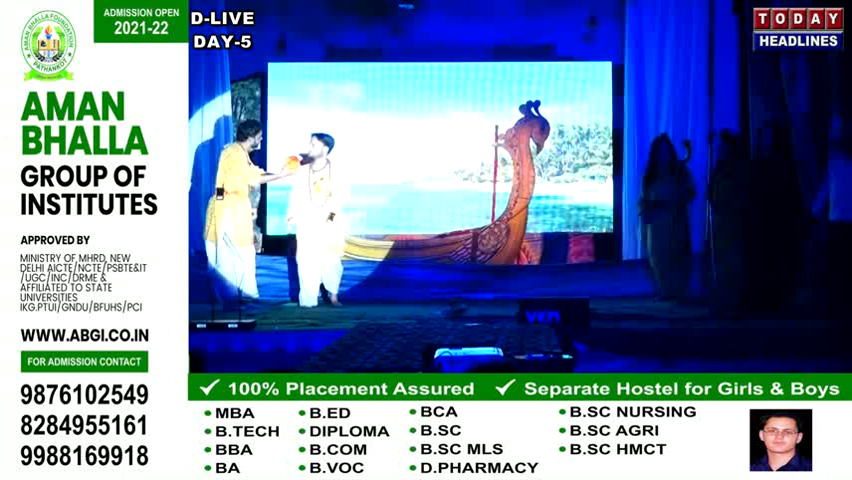 AMAN BHALLA FOUNDATION
PATHANKOT
ADMISSION OPEN
2021-22
D-LIVE
DAY-5
TODAY
HEADLINES
AMAN
BHALLA
GROUP OF
INSTITUTES
APPROVED BY
MINISTRY OF MHRD, NEW
DELHI AICTE/NCTE/PSBTE&IT
/UGC/INC/DRME &
AFFILIATED TO STATE
UNIVERSITIES
IKG.PTUI/GNDU/BFUHS/PCI
WWW.ABGI.CO.IN
FOR ADMISSION CONTACT
9876102549
8284955161
9988169918
✓ 100% Placement Assured ✓ Separate Hostel for Girls & Boys
• MBA • B.ED • BCA • B.SC NURSING
• B.TECH • DIPLOMA • B.SC • B.SC AGRI
• BBA • B.COM • B.SC MLS • B.SC HMCT
• BA • B.VOC • D.PHARMACY